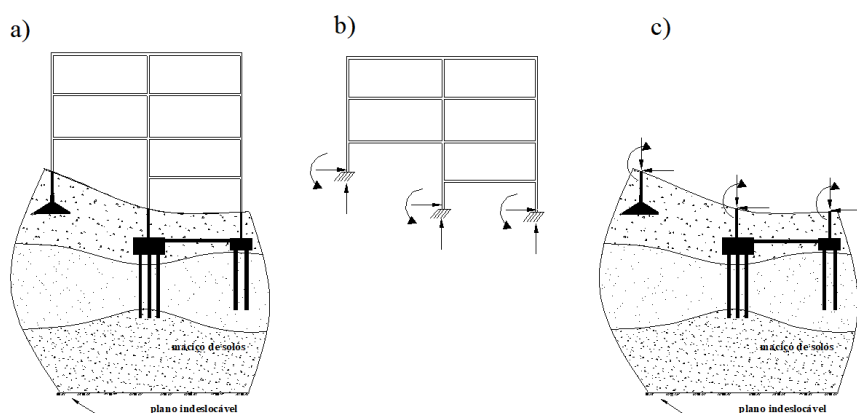 a)
b)
c)
maciço de solos
plano indeslocável
maciço de solos
plano indeslocável